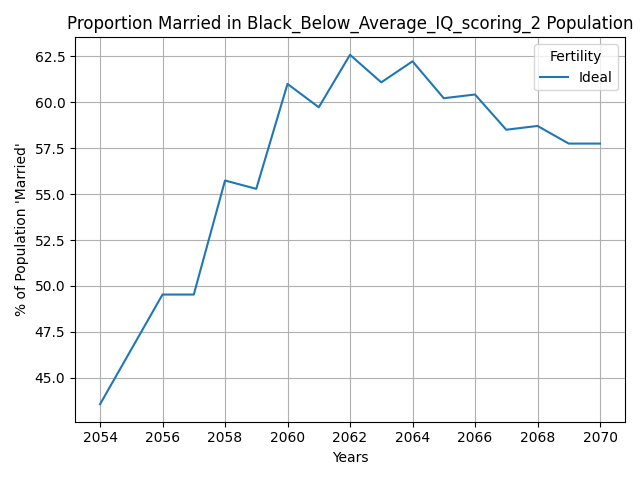 Proportion Married in Black_Below_Average_IQ_scoring_2 Population
Fertility
Ideal
% of Population 'Married'
62.5
60.0
57.5
55.0
52.5
50.0
47.5
45.0
2054 2056 2058 2060 2062 2064 2066 2068 2070
Years